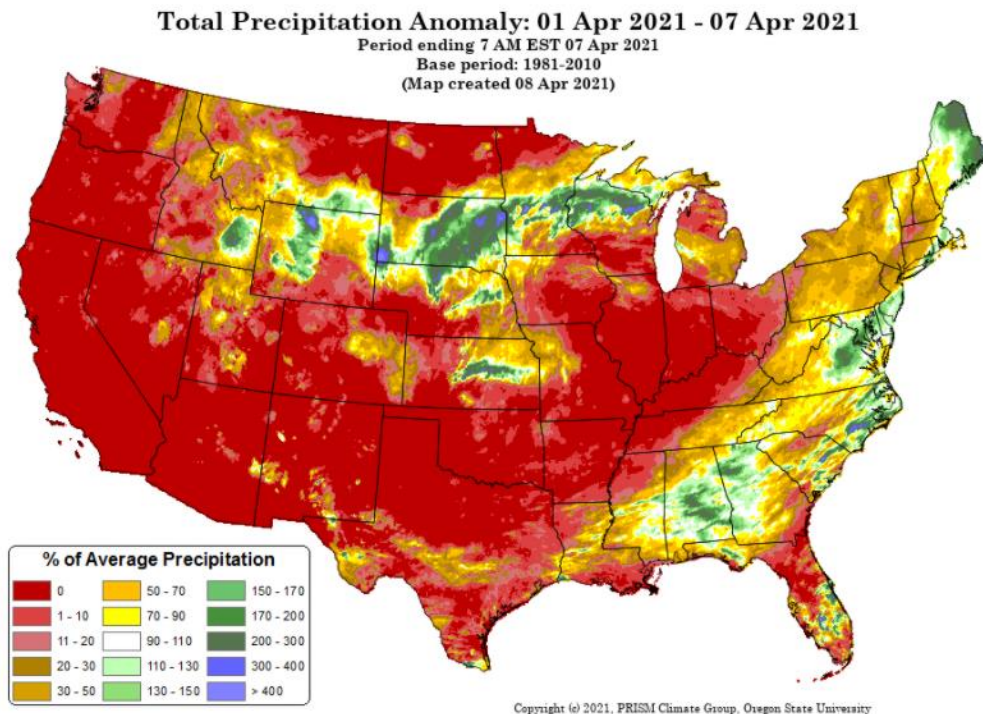 Total Precipitation Anomaly: 01 Apr 2021 - 07 Apr 2021
Period ending 7 AM EST 07 Apr 2021
Base period: 1981-2010
(Map created 08 Apr 2021)
% of Average Precipitation
0
50 - 70
150 - 170
1 - 10
70 - 90
170 - 200
11 - 20
90 - 110
200 - 300
20 - 30
110 - 130
300 - 400
30 - 50
130 - 150
> 400
Copyright (c) 2021, PRISM Climate Group, Oregon State University